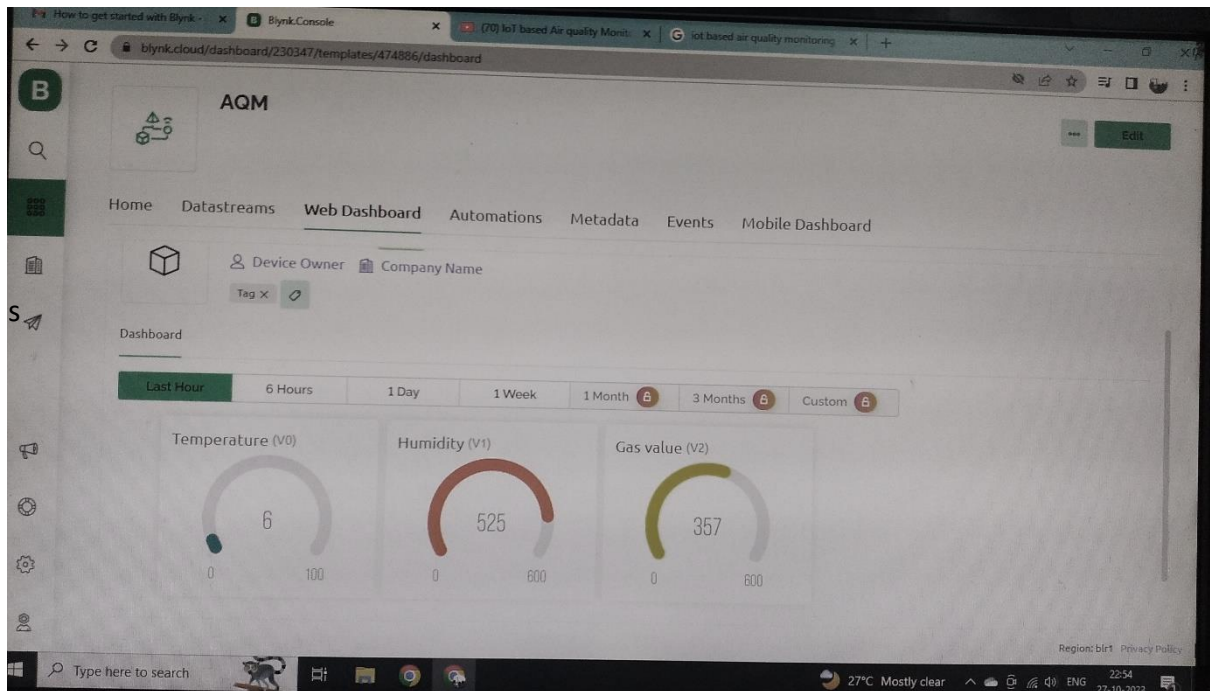 How to get started with Blynk -
Blynk.Console
(70) IoT based Air quality Monit
iot based air quality monitoring
blynk.cloud/dashboard/230347/templates/474886/dashboard
B
AQM
Edit
Home Datastreams Web Dashboard Automations Metadata Events Mobile Dashboard
Device Owner Company Name
Tag
S
Dashboard
Last Hour 6 Hours 1 Day 1 Week 1 Month 3 Months Custom
Temperature (V0) Humidity (V1) Gas value (V2)
6 525 357
0 100 0 600 0 600
Region: blr1 Privacy Policy
Type here to search
27°C Mostly clear ENG 22:54
27-10-2022